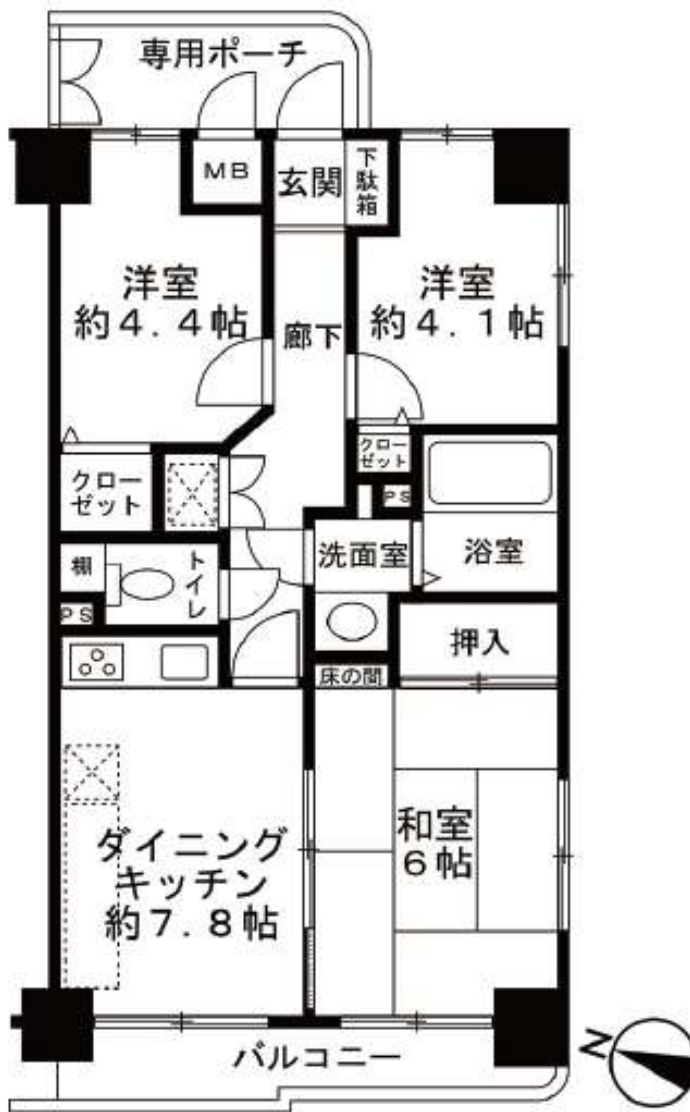 専用ポーチ
MB
玄関
下駄箱
洋室
約4.4帖
廊下
洋室
約4.1帖
クロー
ゼット
クロー
ゼット
PS
洗面室
浴室
棚
トイレ
PS
押入
床の間
ダイニング
キッチン
約7.8帖
和室
6帖
バルコニー
N